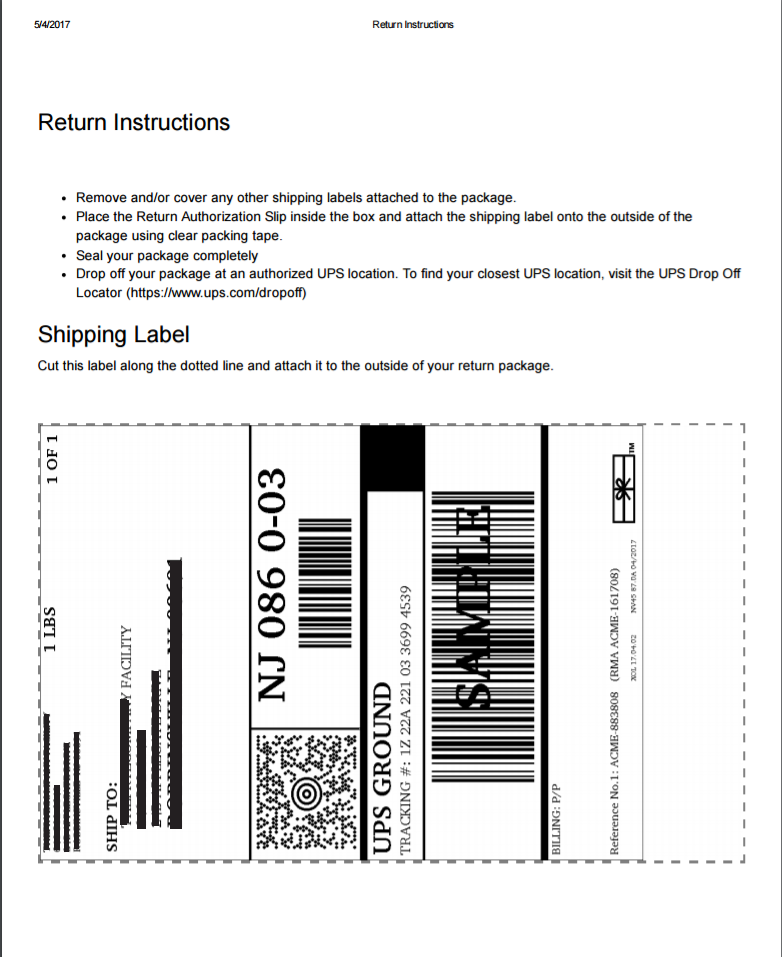 5/4/2017
Return Instructions
Return Instructions
• Remove and/or cover any other shipping labels attached to the package.
• Place the Return Authorization Slip inside the box and attach the shipping label onto the outside of the
package using clear packing tape.
• Seal your package completely
• Drop off your package at an authorized UPS location. To find your closest UPS location, visit the UPS Drop Off
Locator (https://www.ups.com/dropoff)
Shipping Label
Cut this label along the dotted line and attach it to the outside of your return package.
1 LBS
1 OF 1
SHIP TO:
FACILITY
NJ 086 0-03
UPS GROUND
TRACKING #: 1Z 22A 221 03 3699 4539
SAMPLE
BILLING: P/P
Reference No.1: ACME-883808 (RMA ACME-161708)
XOL 17.04.02 NV45 87.0A 04/2017
TM